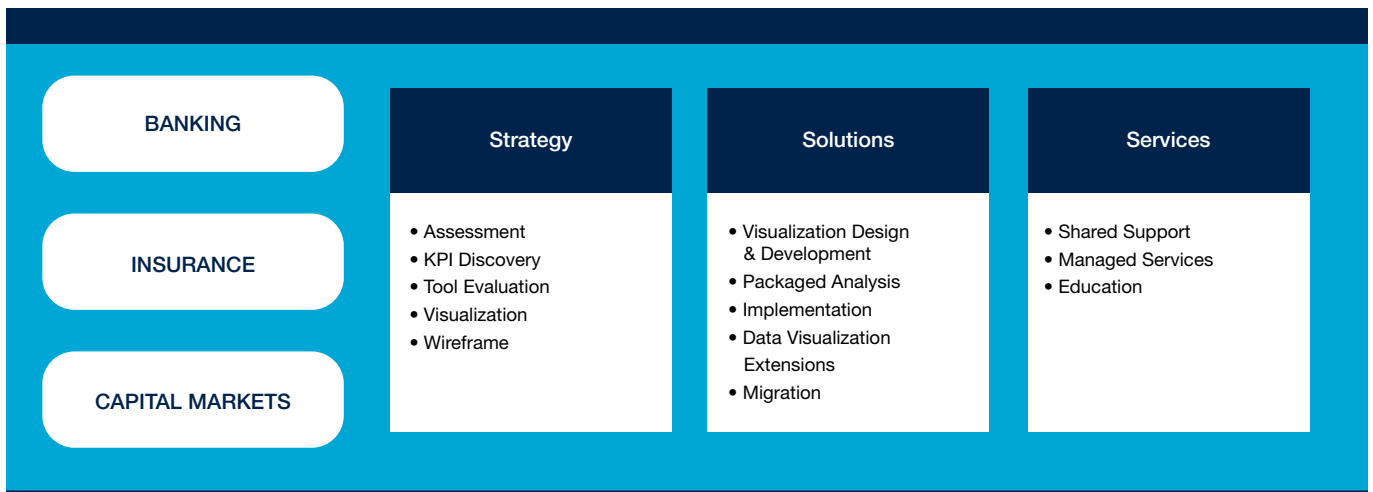 BANKING
INSURANCE
CAPITAL MARKETS
Strategy
• Assessment
• KPI Discovery
• Tool Evaluation
• Visualization
• Wireframe
Solutions
• Visualization Design
& Development
• Packaged Analysis
• Implementation
• Data Visualization
Extensions
• Migration
Services
• Shared Support
• Managed Services
• Education